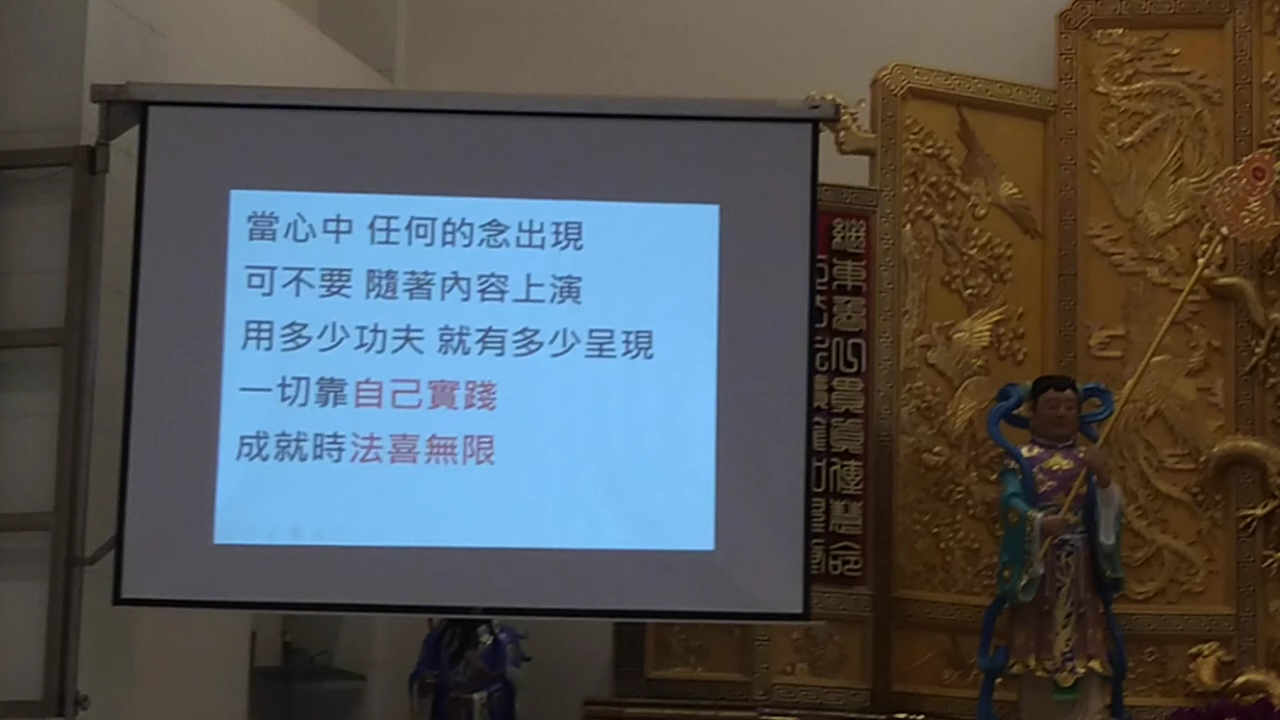 當心中 任何的念出現
可不要 隨著內容上演
用多少功夫 就有多少呈現
一切靠自己實踐
成就時法喜無限